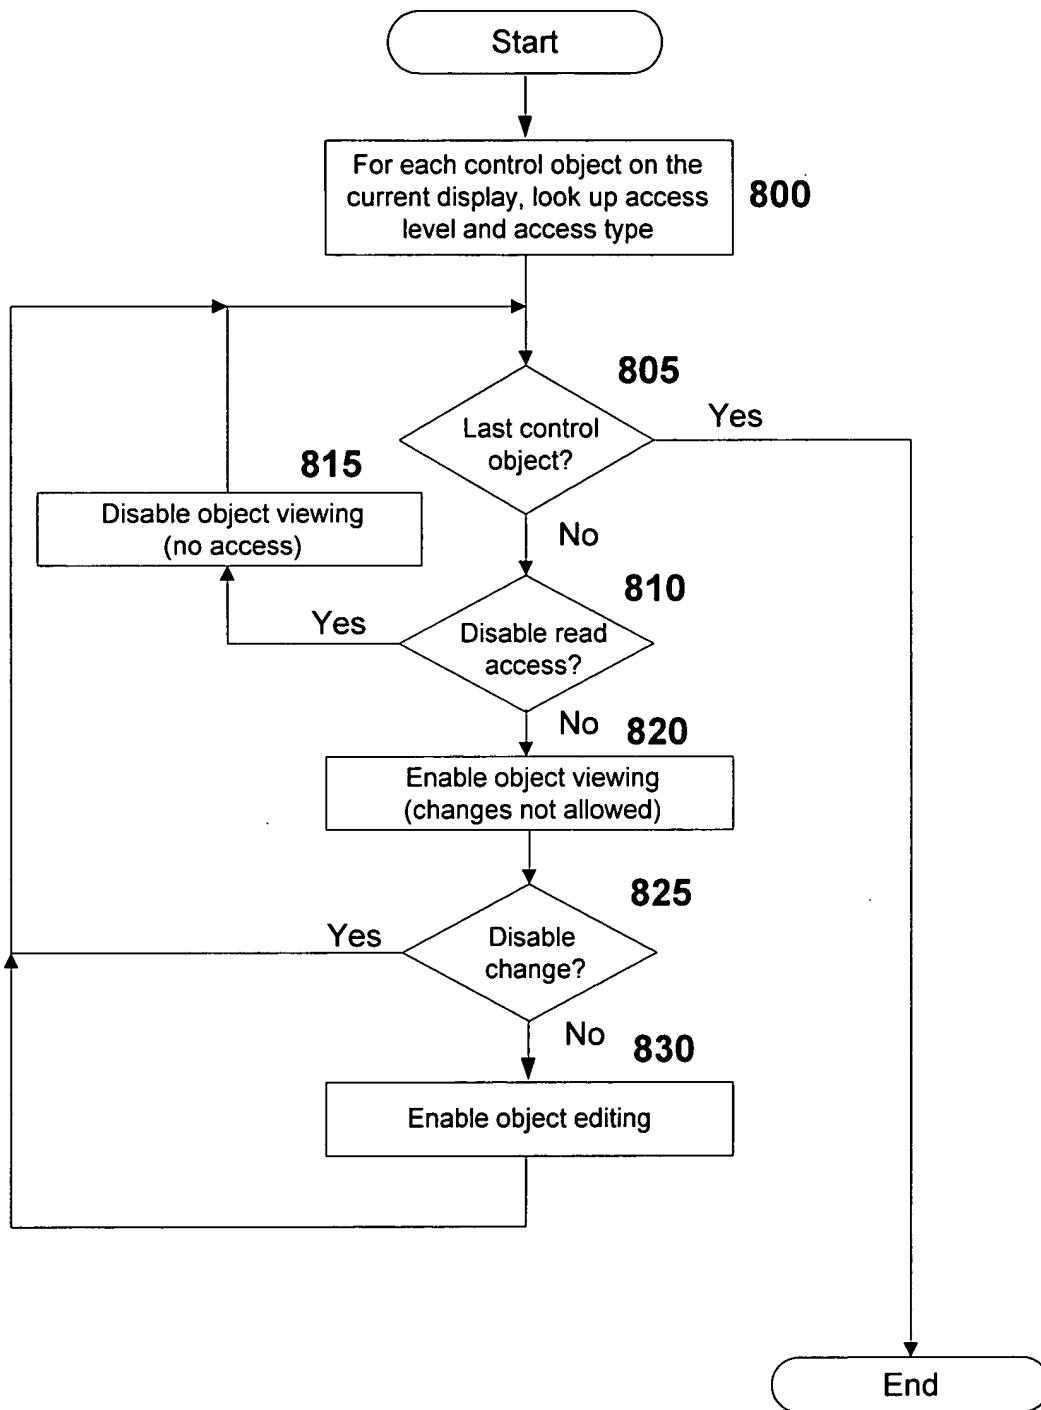 Start
For each control object on the
current display, look up access
level and access type
800
805
Last control
object?
Yes
No
815
Disable object viewing
(no access)
810
Disable read
access?
Yes
No
820
Enable object viewing
(changes not allowed)
825
Disable
change?
Yes
No
830
Enable object editing
End